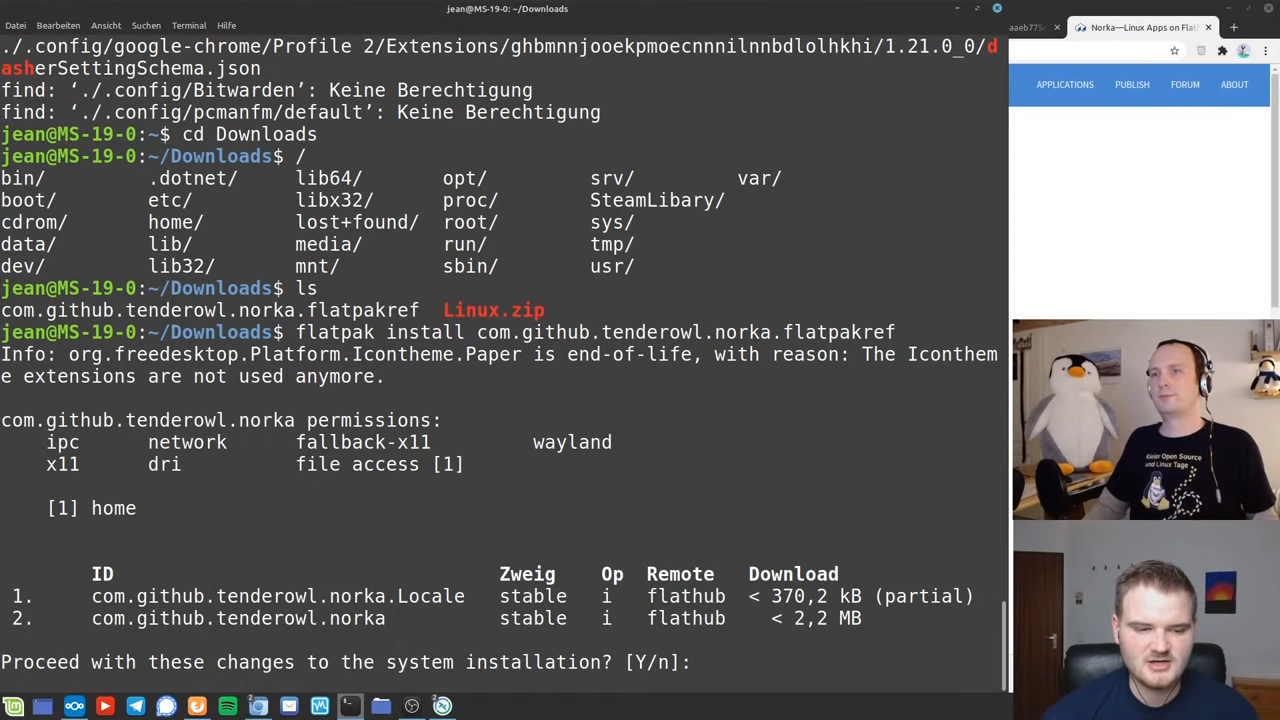 jean@MS-19-0: ~/Downloads
Datei Bearbeiten Ansicht Suchen Terminal Hilfe
./.config/google-chrome/Profile 2/Extensions/ghbmnnjooekpmoecnnnilnnbdlolhkhi/1.21.0_0/d
asherSettingSchema.json
find: ‘./.config/Bitwarden’: Keine Berechtigung
find: ‘./.config/pcmanfm/default’: Keine Berechtigung
jean@MS-19-0:~$ cd Downloads
jean@MS-19-0:~/Downloads$ /
bin/ .dotnet/ lib64/ opt/ srv/ var/
boot/ etc/ libx32/ proc/ SteamLibary/
cdrom/ home/ lost+found/ root/ sys/
data/ lib/ media/ run/ tmp/
dev/ lib32/ mnt/ sbin/ usr/
jean@MS-19-0:~/Downloads$ ls
com.github.tenderowl.norka.flatpakref Linux.zip
jean@MS-19-0:~/Downloads$ flatpak install com.github.tenderowl.norka.flatpakref
Info: org.freedesktop.Platform.Icontheme.Paper is end-of-life, with reason: The Iconthem
e extensions are not used anymore.
com.github.tenderowl.norka permissions:
ipc network fallback-x11 wayland
x11 dri file access [1]
[1] home
ID Zweig Op Remote Download
1. com.github.tenderowl.norka.Locale stable i flathub < 370,2 kB (partial)
2. com.github.tenderowl.norka stable i flathub < 2,2 MB
Proceed with these changes to the system installation? [Y/n]:
aaeb775c
Norka—Linux Apps on Flat
APPLICATIONS PUBLISH FORUM ABOUT
Kieler Open Source
und Linux Tage